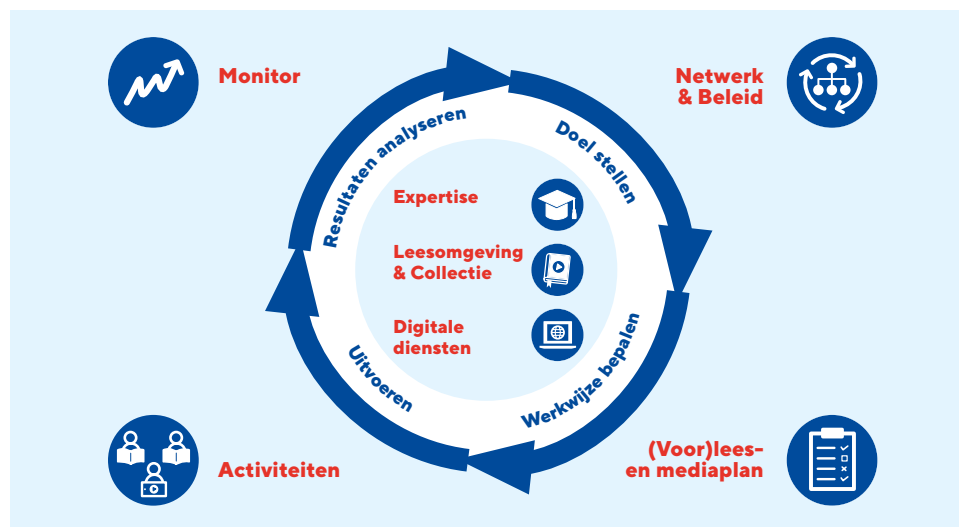 Monitor
Netwerk
& Beleid
Resultaten analyseren
Doel stellen
Expertise
Leesomgeving
& Collectie
Digitale
diensten
Uitvoeren
Werkwijze bepalen
Activiteiten
(Voor)lees-
en mediaplan